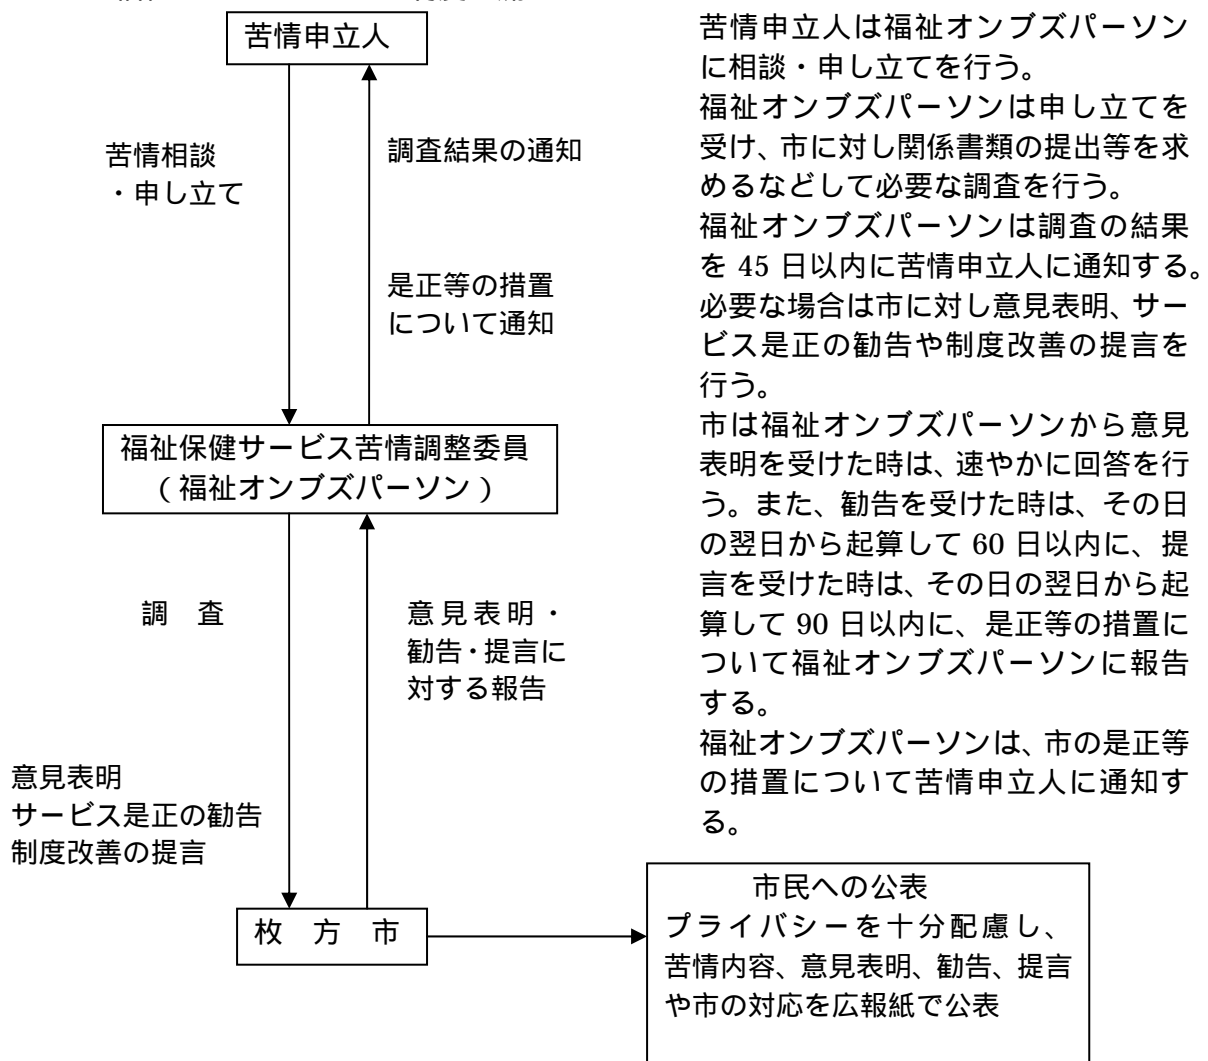 苦情申立人
苦情相談
・申し立て
調査結果の通知
是正等の措置
について通知
福祉保健サービス苦情調整委員
(福祉オンブズパーソン)
調 査
意見表明・
勧告・提言に
対する報告
意見表明
サービス是正の勧告
制度改善の提言
枚 方 市
市民への公表
プライバシーを十分配慮し、
苦情内容、意見表明、勧告、提言
や市の対応を広報紙で公表
苦情申立人は福祉オンブズパーソン
に相談・申し立てを行う。
福祉オンブズパーソンは申し立てを
受け、市に対し関係書類の提出等を求
めるなどして必要な調査を行う。
福祉オンブズパーソンは調査の結果
を 45 日以内に苦情申立人に通知する。
必要な場合は市に対し意見表明、サー
ビス是正の勧告や制度改善の提言を
行う。
市は福祉オンブズパーソンから意見
表明を受けた時は、速やかに回答を行
う。また、勧告を受けた時は、その日
の翌日から起算して 60 日以内に、提
言を受けた時は、その日の翌日から起
算して 90 日以内に、是正等の措置に
ついて福祉オンブズパーソンに報告
する。
福祉オンブズパーソンは、市の是正等
の措置について苦情申立人に通知す
る。